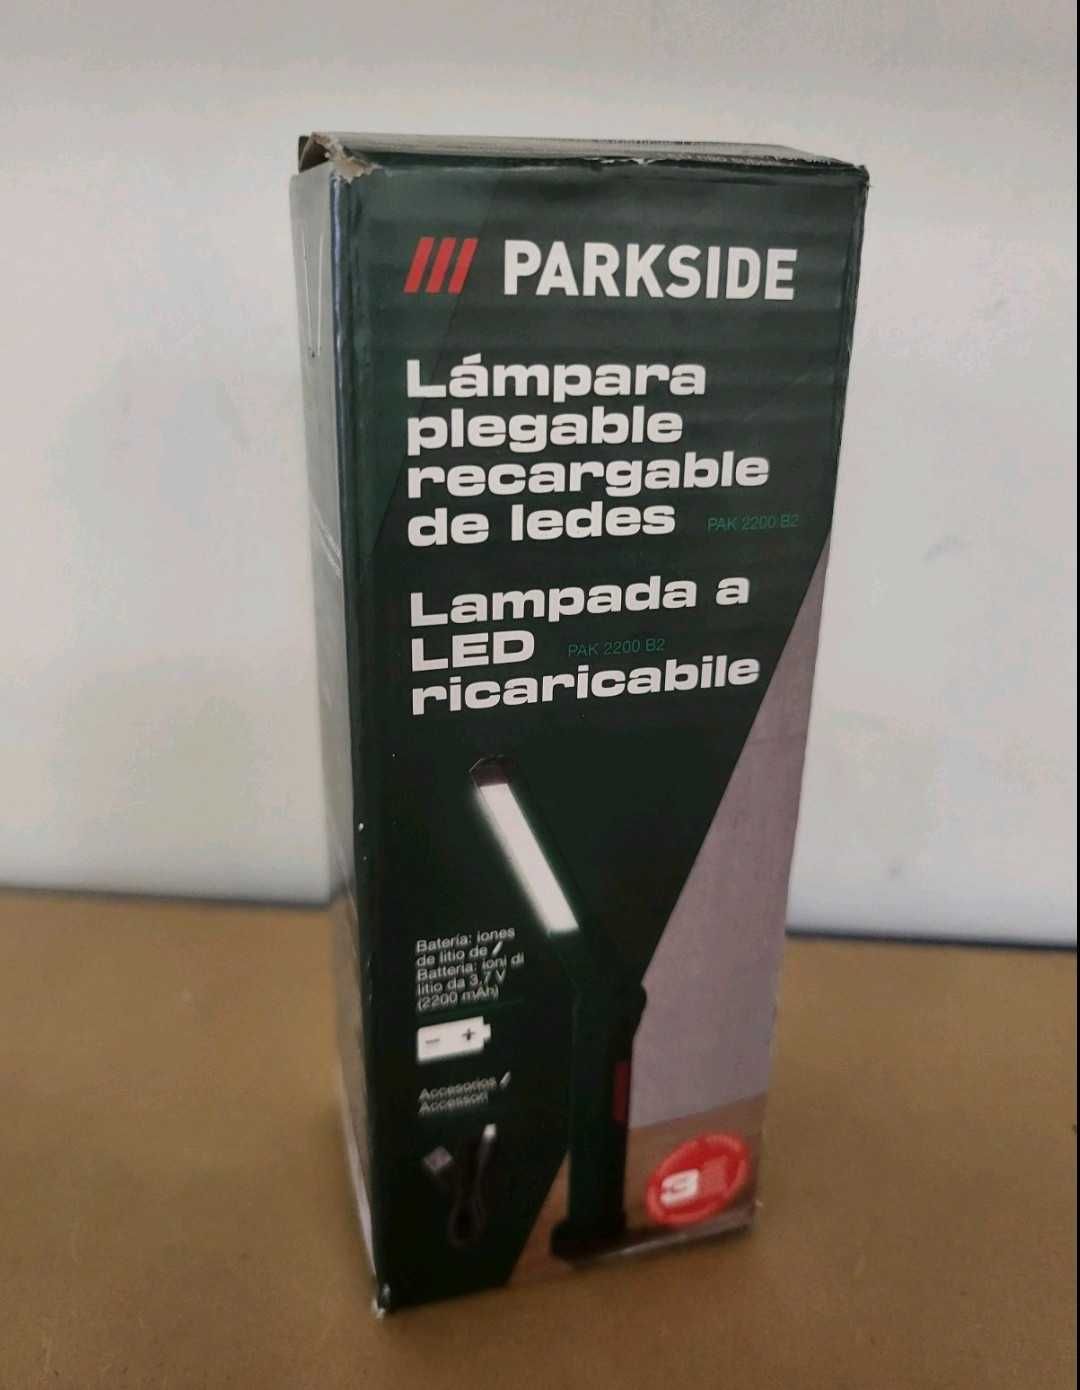 PARKSIDE
Lámpara
plegable
recargable
de ledes PAK 2200 B2
Lampada a
LED PAK 2200 B2
ricaricabile
Batería: iones
de litio de /
Batteria: ioni di
litio da 3,7 V
(2200 mAh)
Accesorios /
Accessori
3